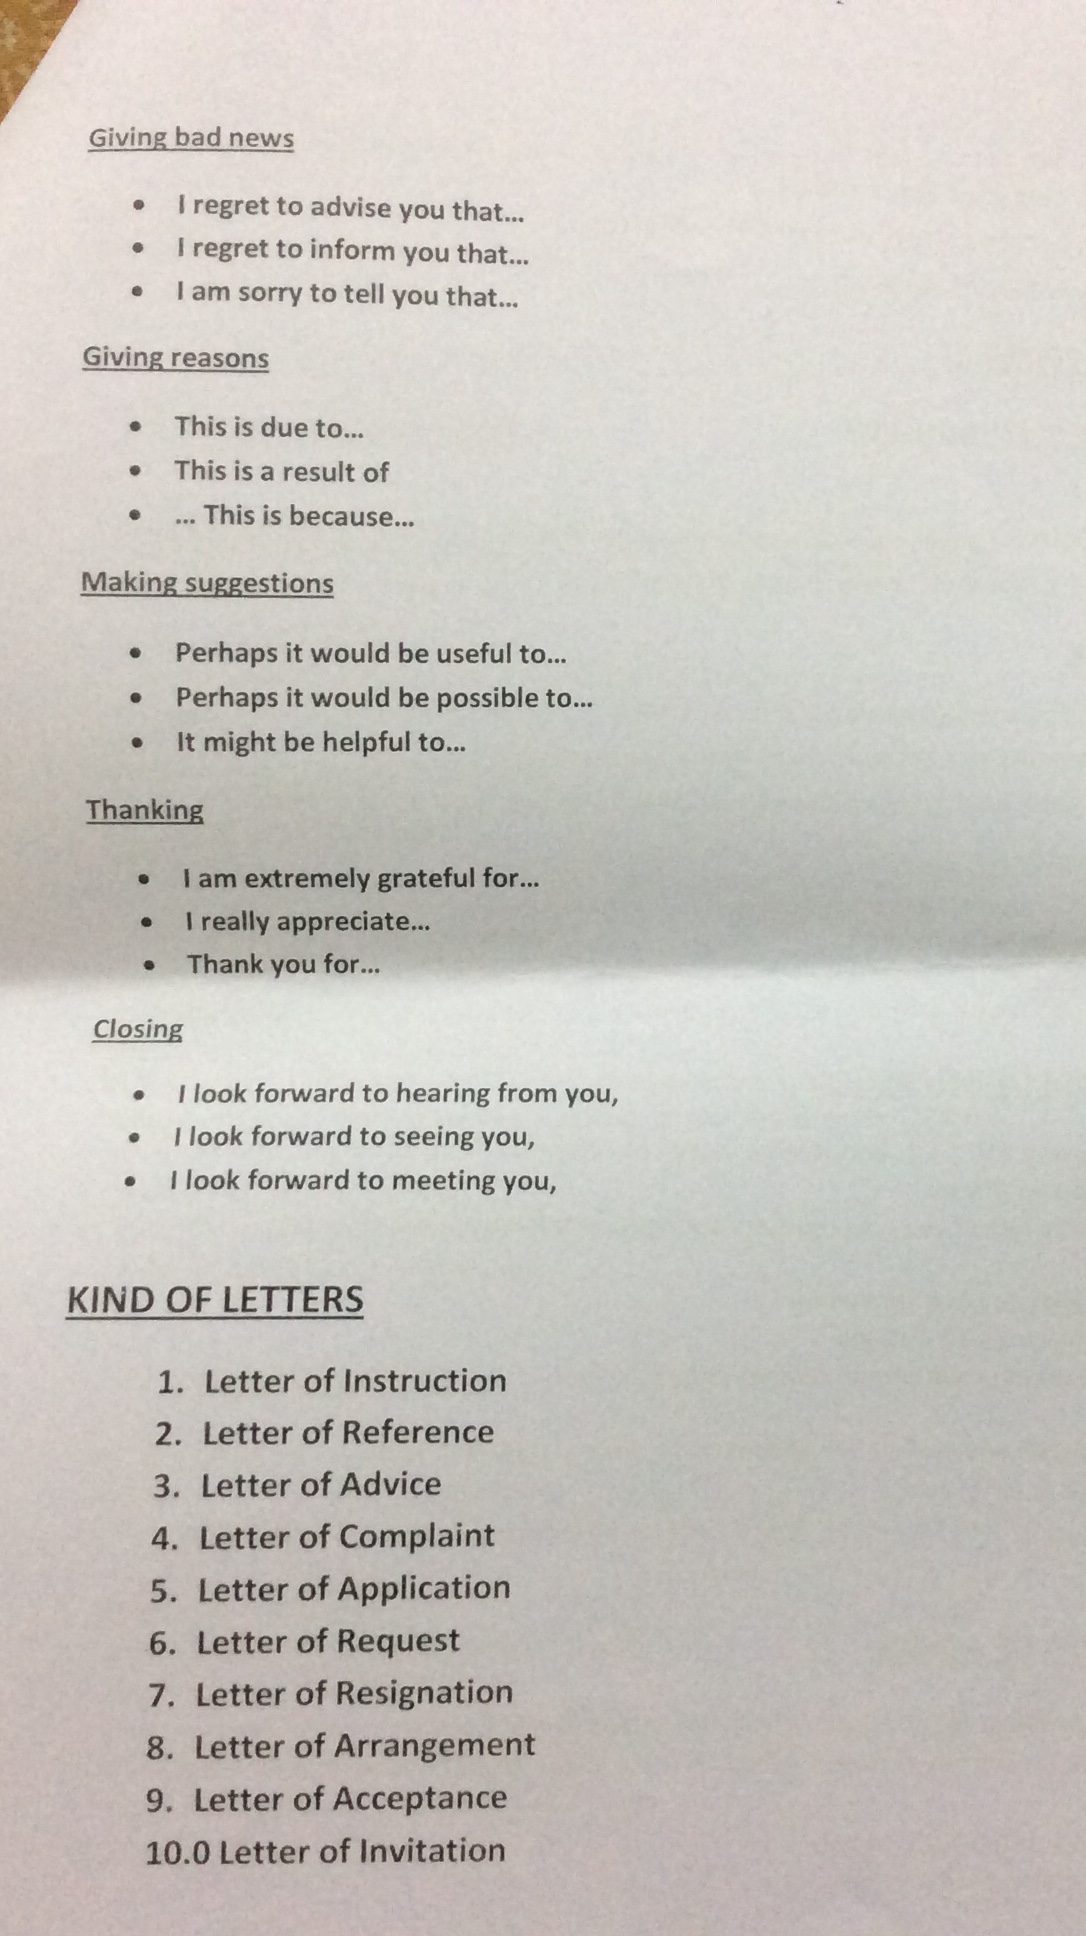 Giving bad news
• I regret to advise you that...
• I regret to inform you that...
• I am sorry to tell you that...
Giving reasons
• This is due to...
• This is a result of
• ... This is because...
Making suggestions
• Perhaps it would be useful to...
• Perhaps it would be possible to...
• It might be helpful to...
Thanking
• I am extremely grateful for...
• I really appreciate...
• Thank you for...
Closing
• I look forward to hearing from you,
• I look forward to seeing you,
• I look forward to meeting you,
KIND OF LETTERS
1. Letter of Instruction
2. Letter of Reference
3. Letter of Advice
4. Letter of Complaint
5. Letter of Application
6. Letter of Request
7. Letter of Resignation
8. Letter of Arrangement
9. Letter of Acceptance
10.0 Letter of Invitation